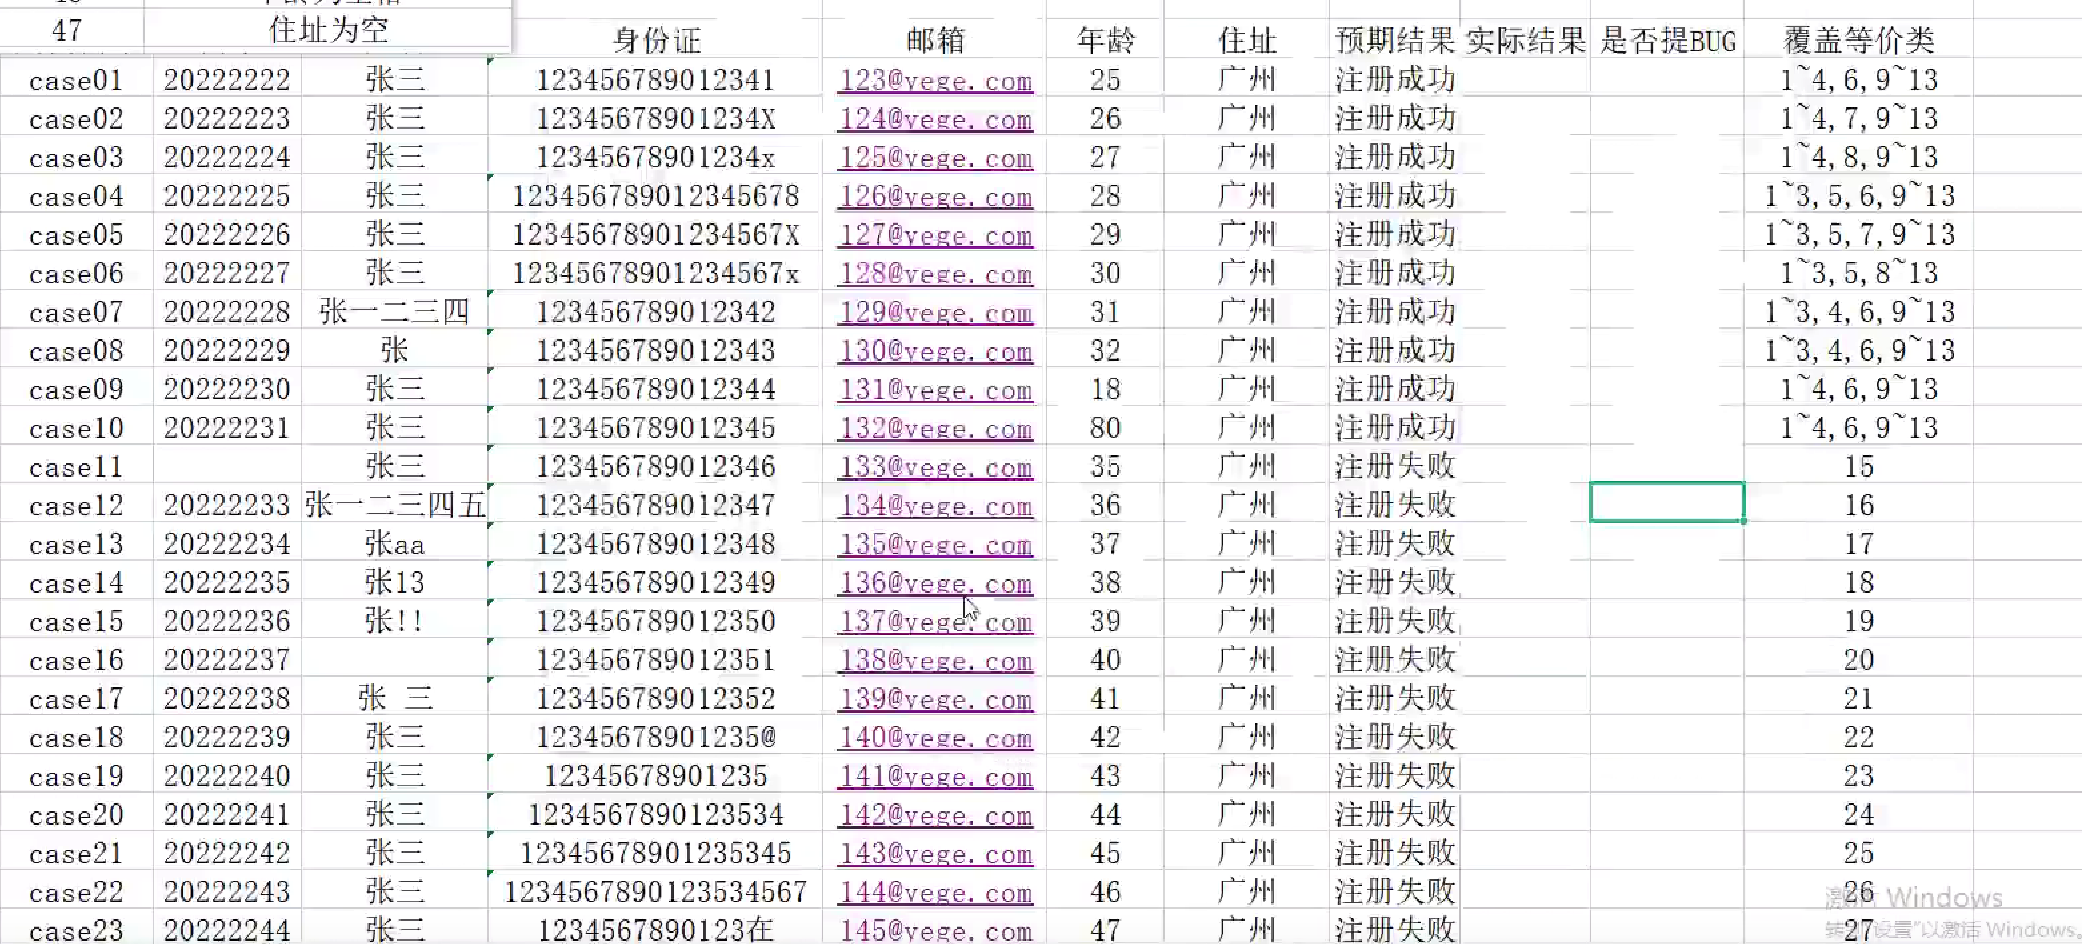 47 住址为空
身份证 邮箱 年龄 住址 预期结果 实际结果 是否提BUG 覆盖等价类
case01 20222222 张三 123456789012341 123@vege.com 25 广州 注册成功 1~4,6,9~13
case02 20222223 张三 12345678901234X 124@vege.com 26 广州 注册成功 1~4,7,9~13
case03 20222224 张三 12345678901234x 125@vege.com 27 广州 注册成功 1~4,8,9~13
case04 20222225 张三 123456789012345678 126@vege.com 28 广州 注册成功 1~3,5,6,9~13
case05 20222226 张三 12345678901234567X 127@vege.com 29 广州 注册成功 1~3,5,7,9~13
case06 20222227 张三 12345678901234567x 128@vege.com 30 广州 注册成功 1~3,5,8~13
case07 20222228 张一二三四 123456789012342 129@vege.com 31 广州 注册成功 1~3,4,6,9~13
case08 20222229 张 123456789012343 130@vege.com 32 广州 注册成功 1~3,4,6,9~13
case09 20222230 张三 123456789012344 131@vege.com 18 广州 注册成功 1~4,6,9~13
case10 20222231 张三 123456789012345 132@vege.com 80 广州 注册成功 1~4,6,9~13
case11 张三 123456789012346 133@vege.com 35 广州 注册失败 15
case12 20222233 张一二三四五 123456789012347 134@vege.com 36 广州 注册失败 16
case13 20222234 张aa 123456789012348 135@vege.com 37 广州 注册失败 17
case14 20222235 张13 123456789012349 136@vege.com 38 广州 注册失败 18
case15 20222236 张!! 123456789012350 137@vege.com 39 广州 注册失败 19
case16 20222237 123456789012351 138@vege.com 40 广州 注册失败 20
case17 20222238 张 三 123456789012352 139@vege.com 41 广州 注册失败 21
case18 20222239 张三 12345678901235@ 140@vege.com 42 广州 注册失败 22
case19 20222240 张三 12345678901235 141@vege.com 43 广州 注册失败 23
case20 20222241 张三 1234567890123534 142@vege.com 44 广州 注册失败 24
case21 20222242 张三 12345678901235345 143@vege.com 45 广州 注册失败 25
case22 20222243 张三 1234567890123534567 144@vege.com 46 广州 注册失败 26
case23 20222244 张三 1234567890123在 145@vege.com 47 广州 注册失败 27
激活 Windows
转到"设置"以激活 Windows。